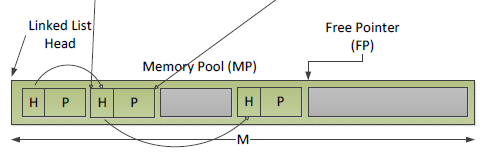 Linked List
Head
Free Pointer
(FP)
Memory Pool (MP)
H P H P H P
M